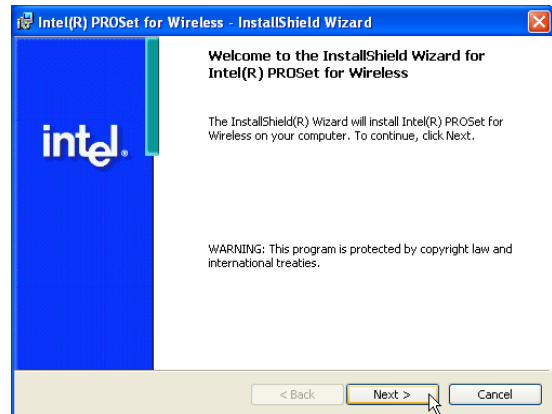 Intel(R) PROSet for Wireless - InstallShield Wizard
Welcome to the InstallShield Wizard for
Intel(R) PROSet for Wireless
The InstallShield(R) Wizard will install Intel(R) PROSet for
Wireless on your computer. To continue, click Next.
intel.
WARNING: This program is protected by copyright law and
international treaties.
< Back
Next >
Cancel